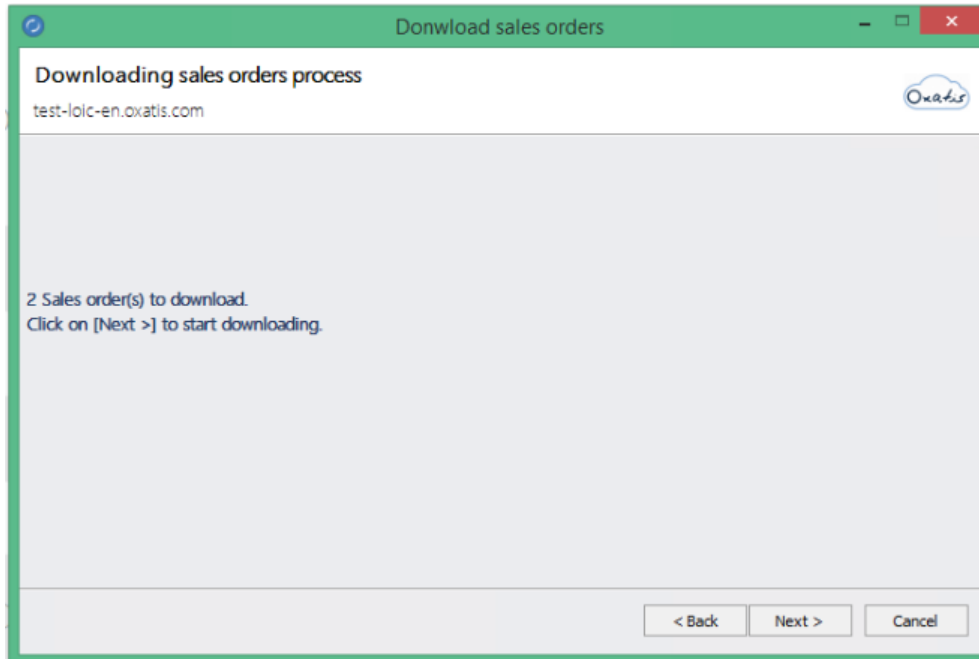 Donwload sales orders
Downloading sales orders process
test-loic-en.oxatis.com
Oxatis
2 Sales order(s) to download.
Click on [Next >] to start downloading.
< Back
Next >
Cancel